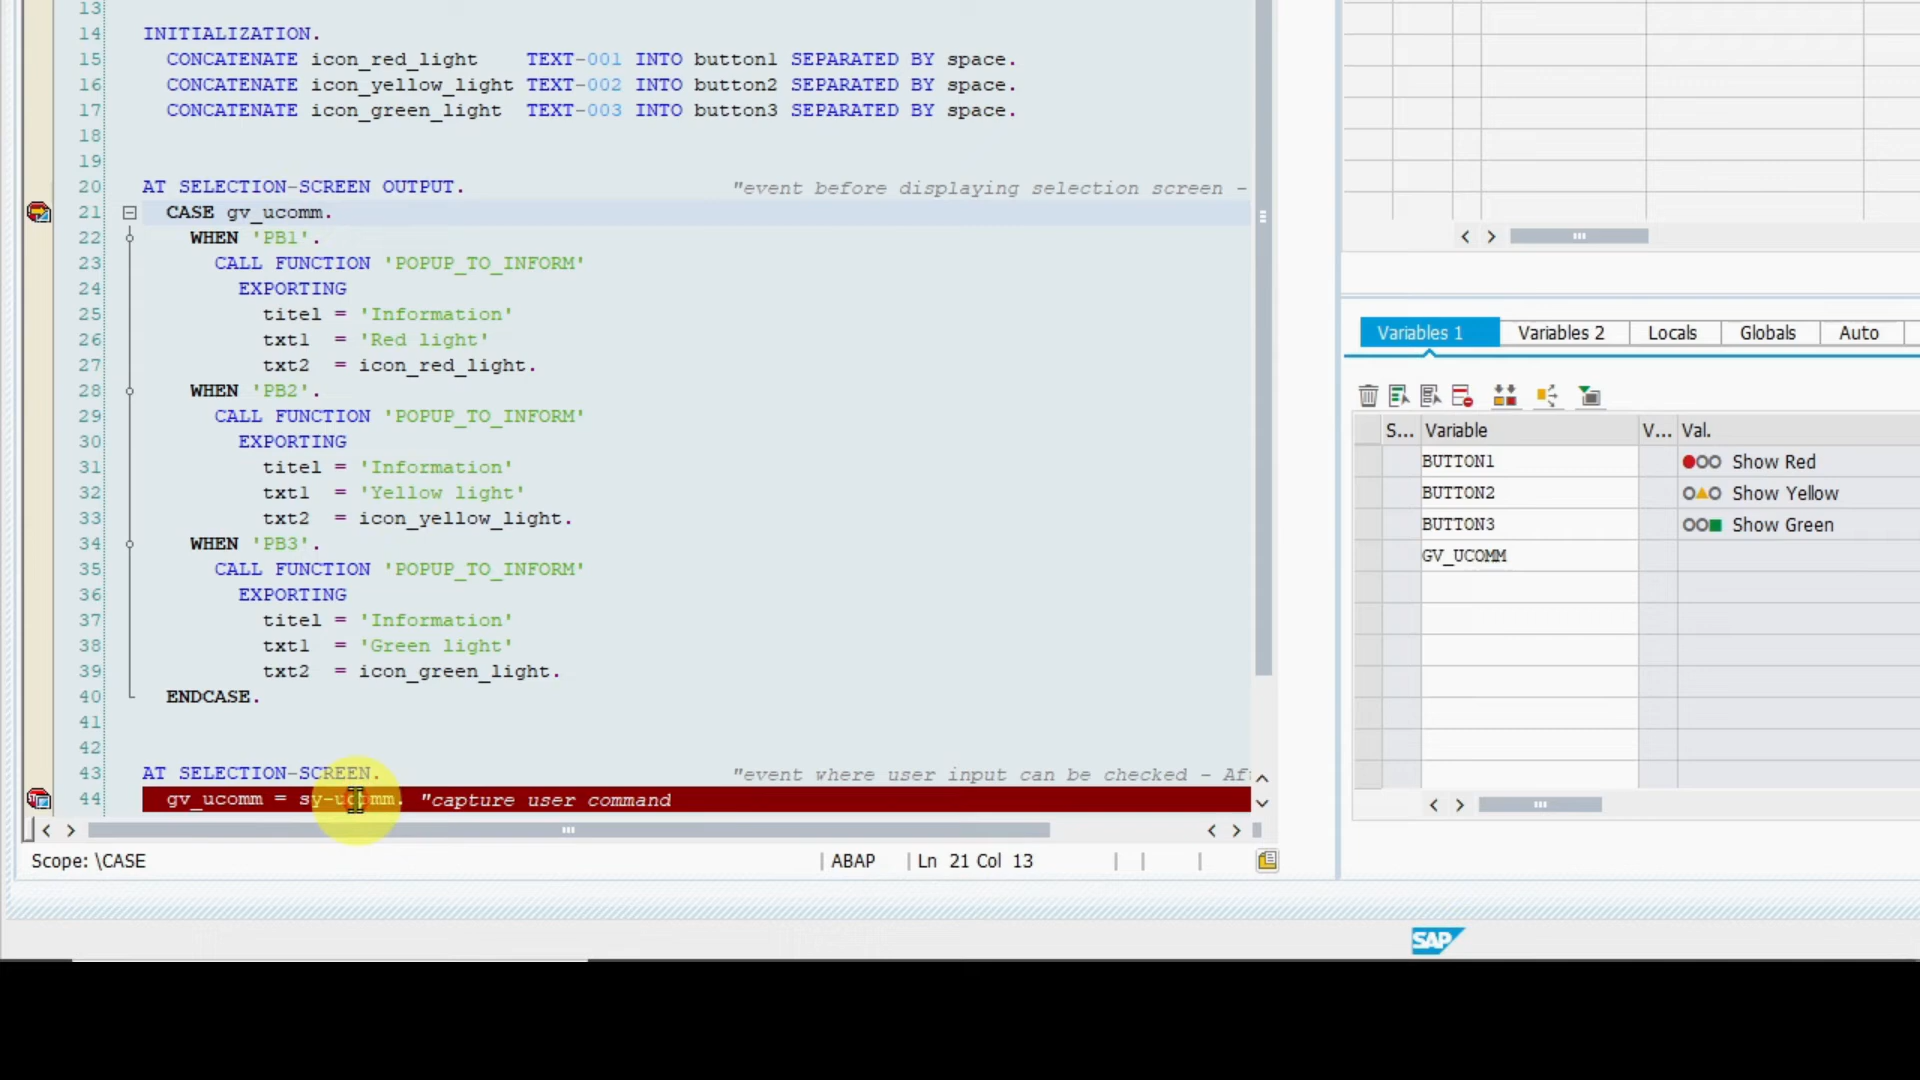 13
14 INITIALIZATION.
15 CONCATENATE icon_red_light TEXT-001 INTO button1 SEPARATED BY space.
16 CONCATENATE icon_yellow_light TEXT-002 INTO button2 SEPARATED BY space.
17 CONCATENATE icon_green_light TEXT-003 INTO button3 SEPARATED BY space.
18
19
20 AT SELECTION-SCREEN OUTPUT. "event before displaying selection screen -
21 CASE gv_ucomm.
22 WHEN 'PB1'.
23 CALL FUNCTION 'POPUP_TO_INFORM'
24 EXPORTING
25 titel = 'Information'
26 txt1 = 'Red light'
27 txt2 = icon_red_light.
28 WHEN 'PB2'.
29 CALL FUNCTION 'POPUP_TO_INFORM'
30 EXPORTING
31 titel = 'Information'
32 txt1 = 'Yellow light'
33 txt2 = icon_yellow_light.
34 WHEN 'PB3'.
35 CALL FUNCTION 'POPUP_TO_INFORM'
36 EXPORTING
37 titel = 'Information'
38 txt1 = 'Green light'
39 txt2 = icon_green_light.
40 ENDCASE.
41
42
43 AT SELECTION-SCREEN. "event where user input can be checked - Af
44 gv_ucomm = sy-ucomm. "capture user command
Scope: \CASE ABAP Ln 21 Col 13
Variables 1 Variables 2 Locals Globals Auto
S... Variable V... Val.
BUTTON1 Show Red
BUTTON2 Show Yellow
BUTTON3 Show Green
GV_UCOMM
SAP